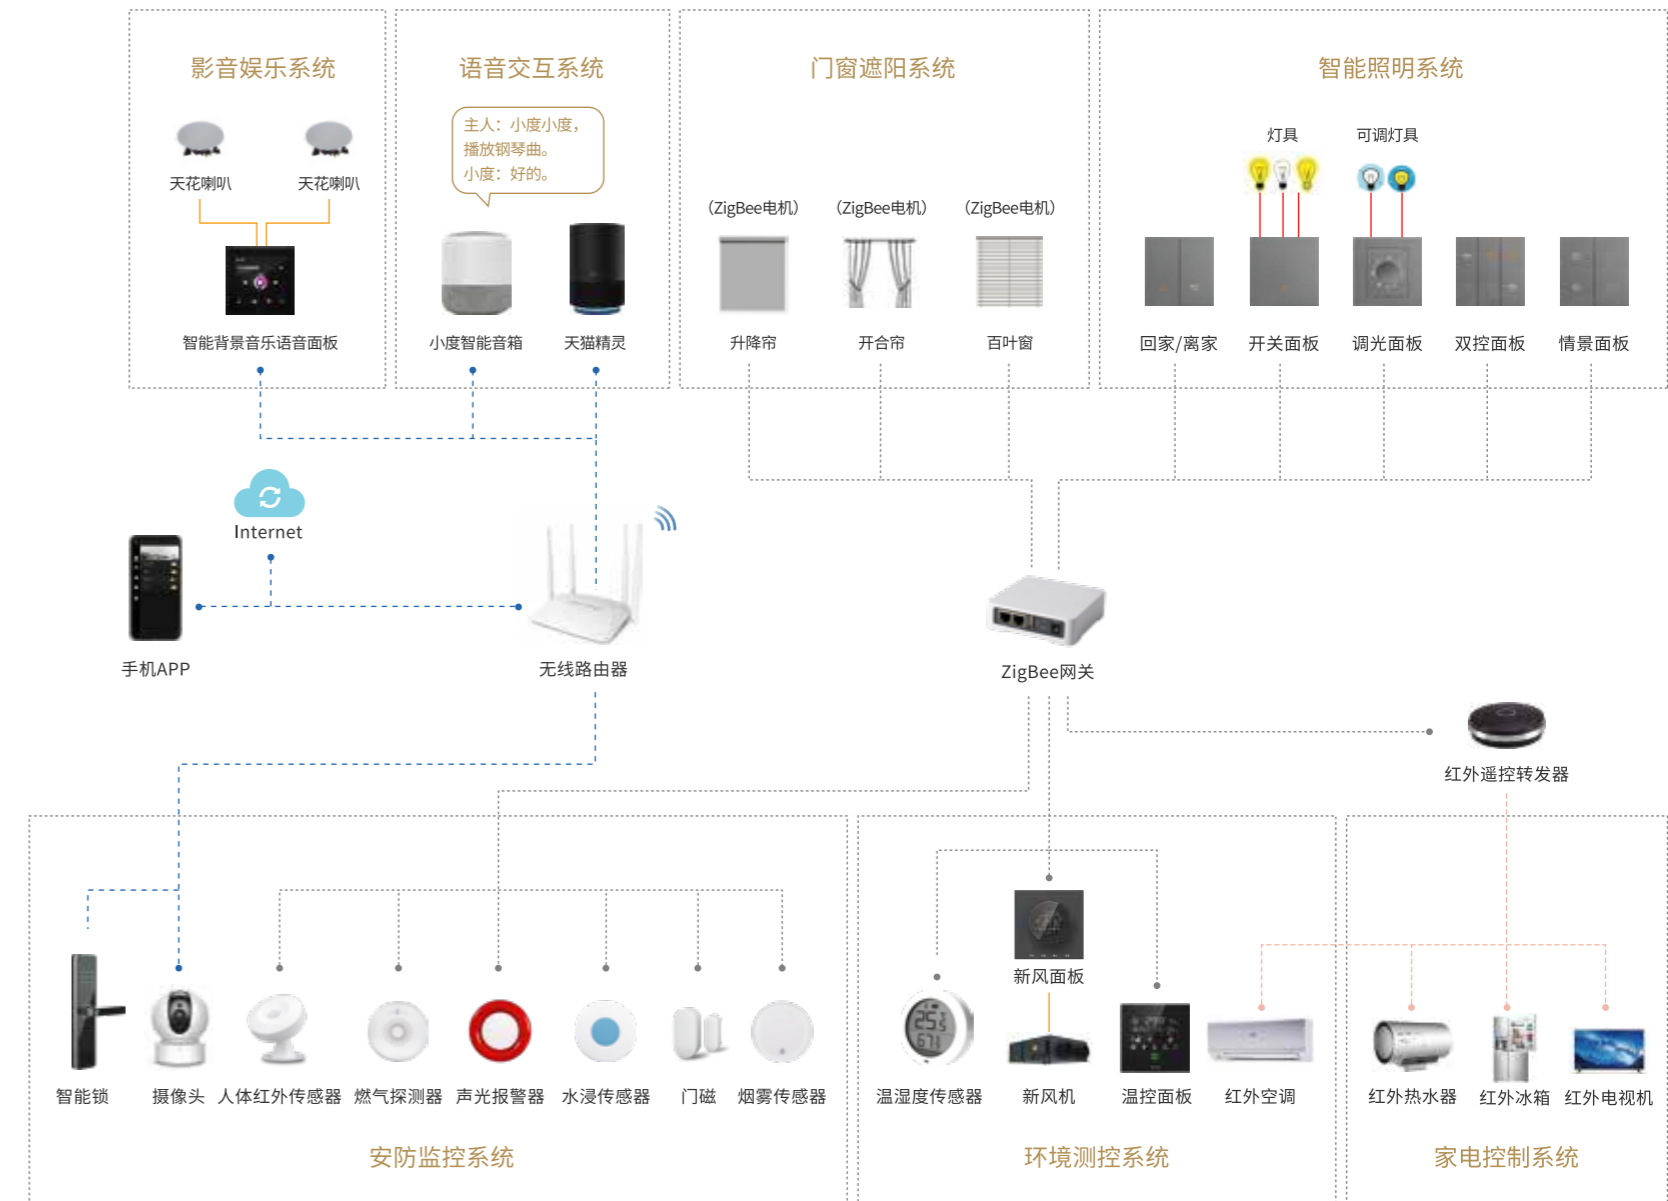 影音娱乐系统
语音交互系统
门窗遮阳系统
智能照明系统
主人：小度小度，
播放钢琴曲。
小度：好的。
灯具
可调灯具
天花喇叭
天花喇叭
（ZigBee电机）
（ZigBee电机）
（ZigBee电机）
智能背景音乐语音面板
小度智能音箱
天猫精灵
升降帘
开合帘
百叶窗
回家/离家
开关面板
调光面板
双控面板
情景面板
Internet
手机APP
无线路由器
ZigBee网关
红外遥控转发器
新风面板
智能锁
摄像头
人体红外传感器
燃气探测器
声光报警器
水浸传感器
门磁
烟雾传感器
温湿度传感器
新风机
温控面板
红外空调
红外热水器
红外冰箱
红外电视机
安防监控系统
环境测控系统
家电控制系统